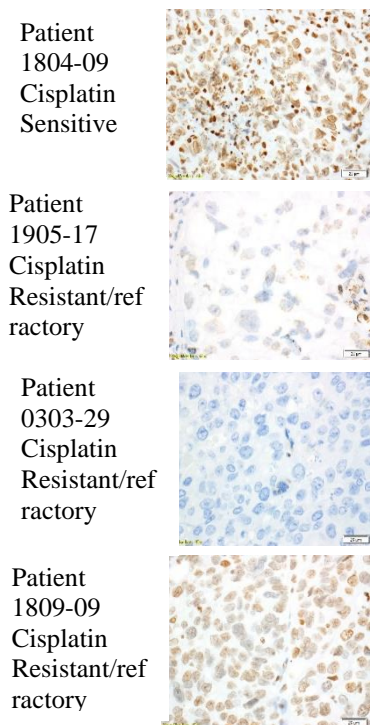 Patient
1804-09
Cisplatin
Sensitive
Patient
1905-17
Cisplatin
Resistant/ref
ractory
Patient
0303-29
Cisplatin
Resistant/ref
ractory
Patient
1809-09
Cisplatin
Resistant/ref
ractory